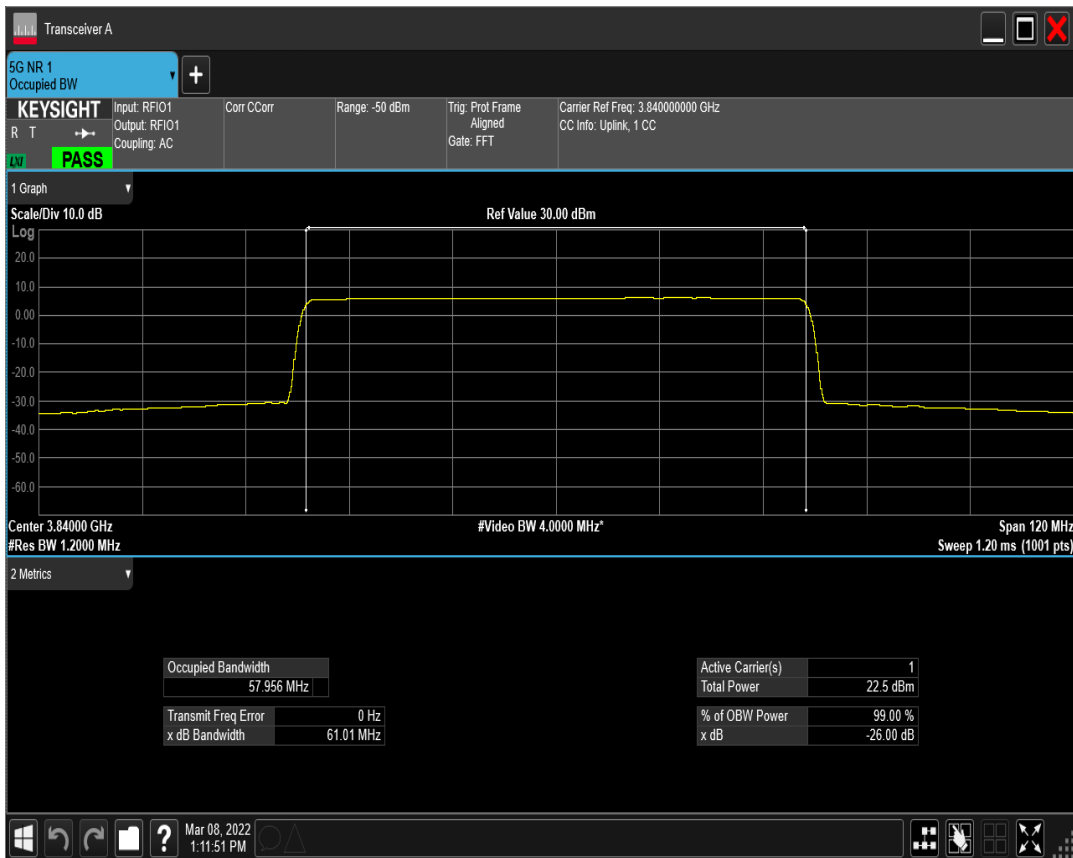 Transceiver A
5G NR 1
Occupied BW
KEYSIGHT
R T
LXI
PASS
Input: RFIO1
Output: RFIO1
Coupling: AC
Corr CCorr
Range: -50 dBm
Trig: Prot Frame
Aligned
Gate: FFT
Carrier Ref Freq: 3.840000000 GHz
CC Info: Uplink, 1 CC
1 Graph
Scale/Div 10.0 dB
Ref Value 30.00 dBm
Log
20.0
10.0
0.00
-10.0
-20.0
-30.0
-40.0
-50.0
-60.0
Center 3.84000 GHz
#Video BW 4.0000 MHz*
Span 120 MHz
#Res BW 1.2000 MHz
Sweep 1.20 ms (1001 pts)
2 Metrics
Occupied Bandwidth
57.956 MHz
Transmit Freq Error 0 Hz
x dB Bandwidth 61.01 MHz
Active Carrier(s) 1
Total Power 22.5 dBm
% of OBW Power 99.00 %
x dB -26.00 dB
?
Mar 08, 2022
1:11:51 PM